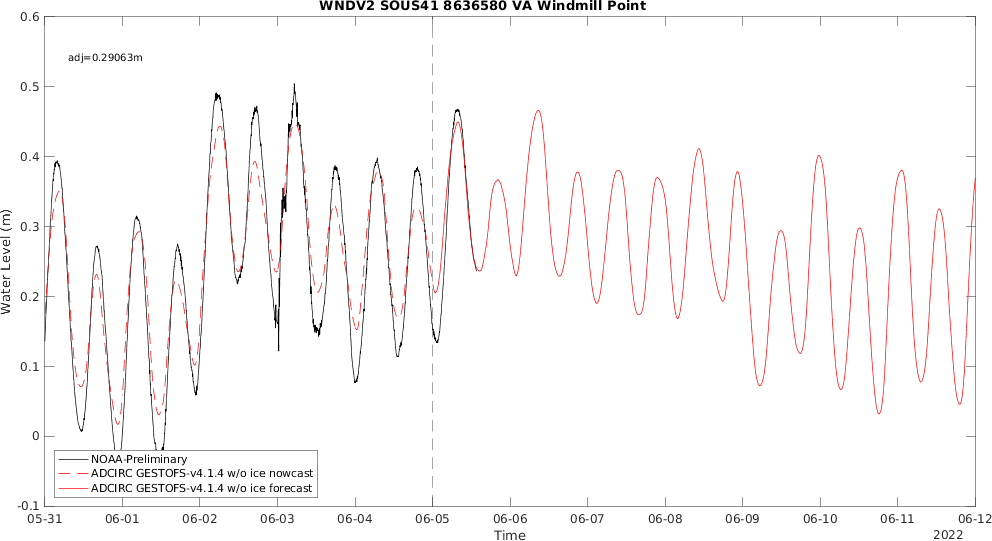 WNDV2 SOUS41 8636580 VA Windmill Point
adj=0.29063m
Water Level (m)
0.6
0.5
0.4
0.3
0.2
0.1
0
-0.1
NOAA-Preliminary
ADCIRC GESTOFS-v4.1.4 w/o ice nowcast
ADCIRC GESTOFS-v4.1.4 w/o ice forecast
05-31 06-01 06-02 06-03 06-04 06-05 06-06 06-07 06-08 06-09 06-10 06-11 06-12
Time
2022